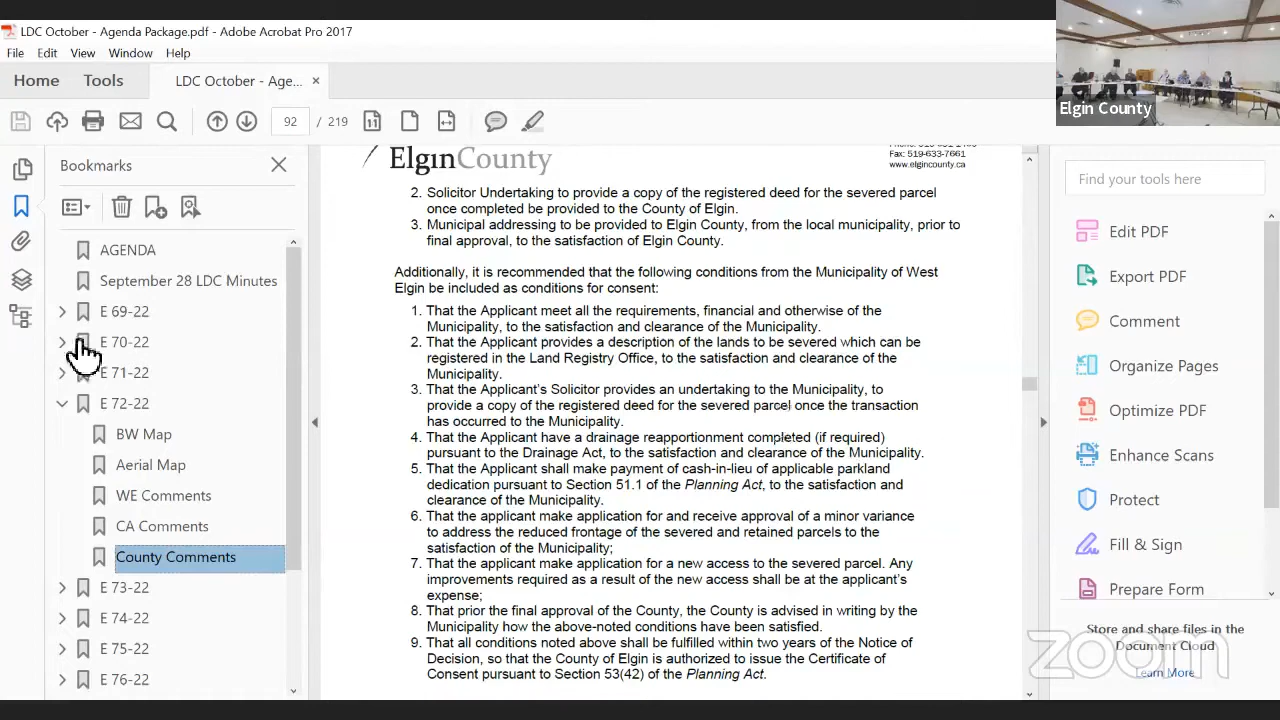 LDC October - Agenda Package.pdf - Adobe Acrobat Pro 2017
File Edit View Window Help
Home Tools LDC October - Age... ×
92 / 219
Elgin County
Bookmarks
AGENDA
September 28 LDC Minutes
E 69-22
E 70-22
E 71-22
E 72-22
BW Map
Aerial Map
WE Comments
CA Comments
County Comments
E 73-22
E 74-22
E 75-22
E 76-22
ElginCounty
Fax: 519-633-7661
www.elgincounty.ca
2. Solicitor Undertaking to provide a copy of the registered deed for the severed parcel
once completed be provided to the County of Elgin.
3. Municipal addressing to be provided to Elgin County, from the local municipality, prior to
final approval, to the satisfaction of Elgin County.
Additionally, it is recommended that the following conditions from the Municipality of West
Elgin be included as conditions for consent:
1. That the Applicant meet all the requirements, financial and otherwise of the
Municipality, to the satisfaction and clearance of the Municipality.
2. That the Applicant provides a description of the lands to be severed which can be
registered in the Land Registry Office, to the satisfaction and clearance of the
Municipality.
3. That the Applicant's Solicitor provides an undertaking to the Municipality, to
provide a copy of the registered deed for the severed parcel once the transaction
has occurred to the Municipality.
4. That the Applicant have a drainage reapportionment completed (if required)
pursuant to the Drainage Act, to the satisfaction and clearance of the Municipality.
5. That the Applicant shall make payment of cash-in-lieu of applicable parkland
dedication pursuant to Section 51.1 of the Planning Act, to the satisfaction and
clearance of the Municipality.
6. That the applicant make application for and receive approval of a minor variance
to address the reduced frontage of the severed and retained parcels to the
satisfaction of the Municipality;
7. That the applicant make application for a new access to the severed parcel. Any
improvements required as a result of the new access shall be at the applicant's
expense;
8. That prior the final approval of the County, the County is advised in writing by the
Municipality how the above-noted conditions have been satisfied.
9. That all conditions noted above shall be fulfilled within two years of the Notice of
Decision, so that the County of Elgin is authorized to issue the Certificate of
Consent pursuant to Section 53(42) of the Planning Act.
Find your tools here
Edit PDF
Export PDF
Comment
Organize Pages
Optimize PDF
Enhance Scans
Protect
Fill & Sign
Prepare Form
Store and share files in the
Document Cloud
Learn More
zoom